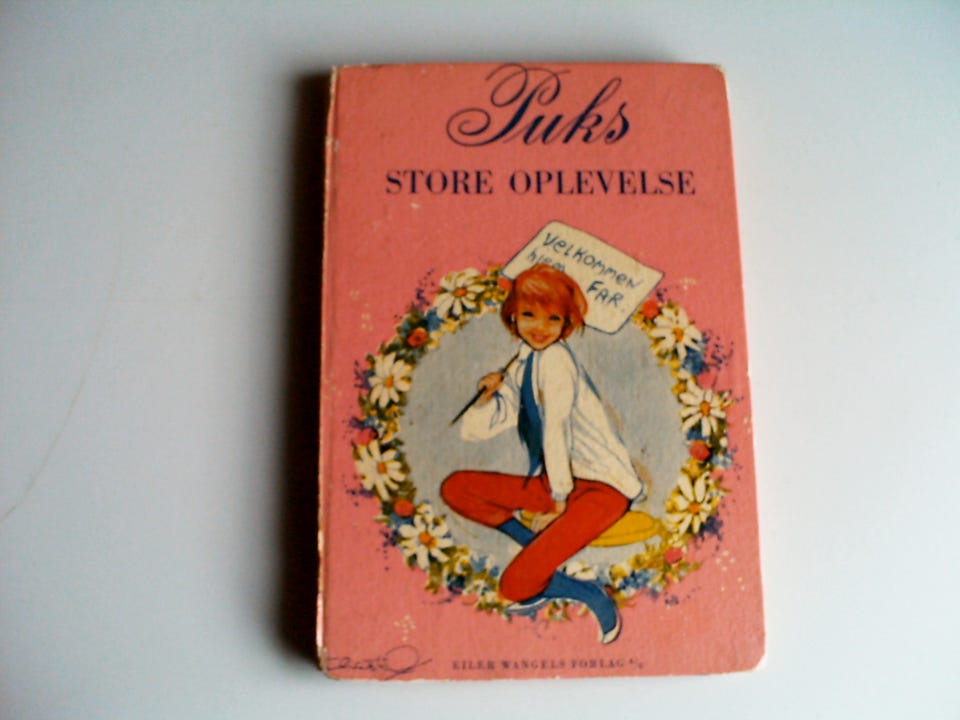 Puks
STORE OPLEVELSE
Velkommen
hjem FAR
EILER WANGELS FORLAG A/S